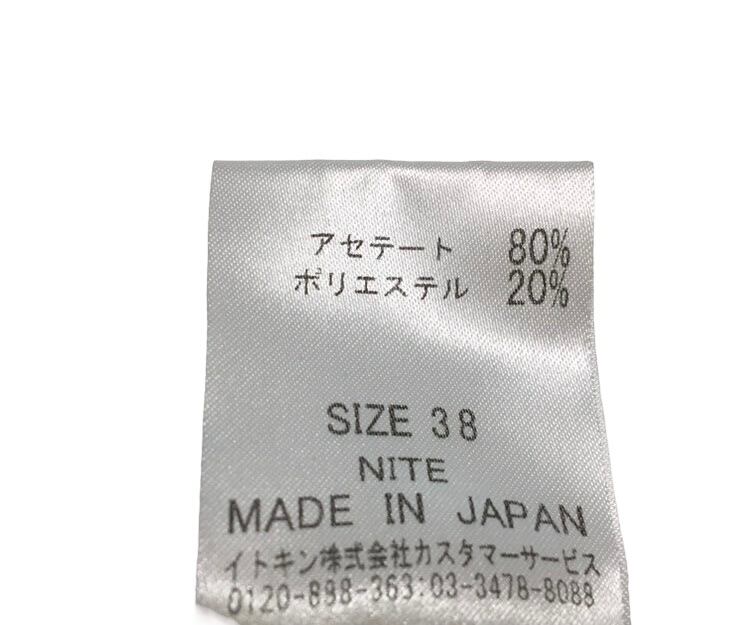 アセテート 80%
ポリエステル 20%
SIZE 38
NITE
MADE IN JAPAN
イトキン株式会社カスタマーサービス
0120-898-363:03-3478-8088